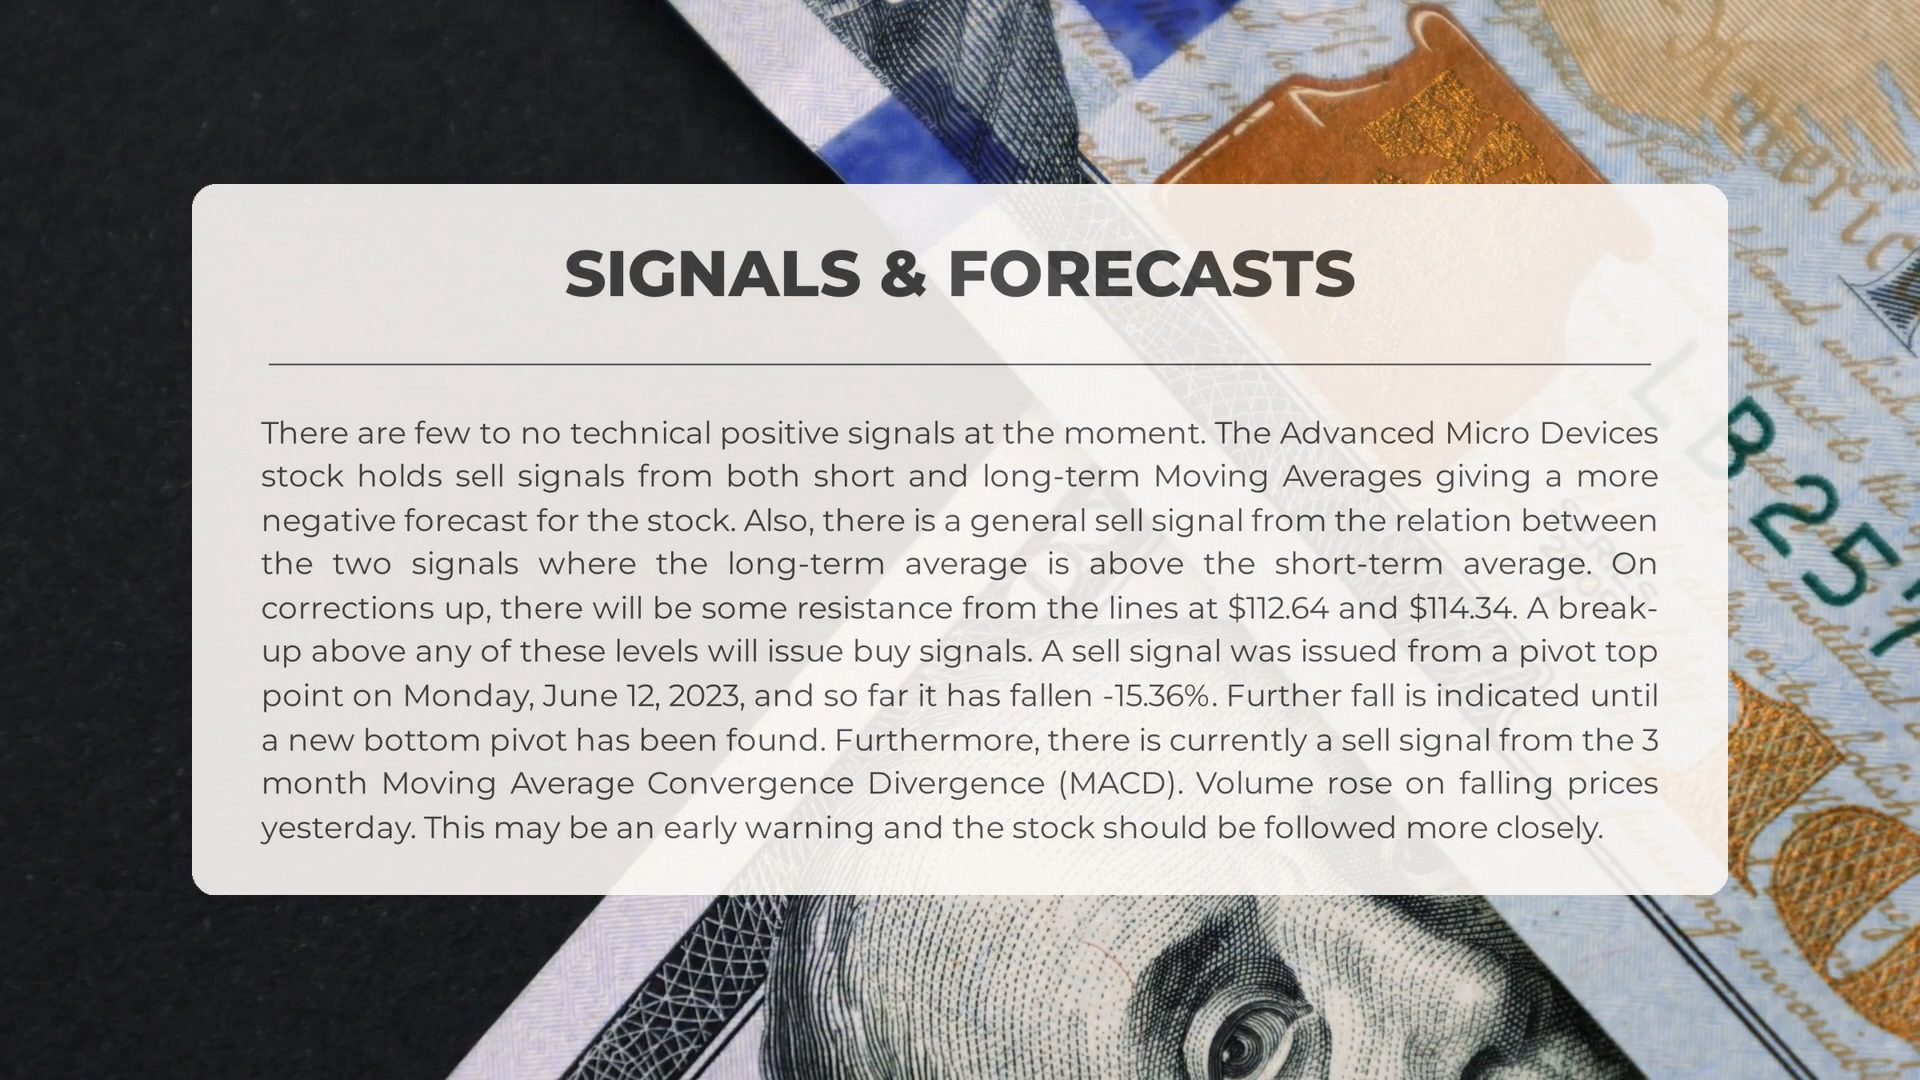 SIGNALS & FORECASTS
There are few to no technical positive signals at the moment. The Advanced Micro Devices
stock holds sell signals from both short and long-term Moving Averages giving a more
negative forecast for the stock. Also, there is a general sell signal from the relation between
the two signals where the long-term average is above the short-term average. On
corrections up, there will be some resistance from the lines at $112.64 and $114.34. A break-
up above any of these levels will issue buy signals. A sell signal was issued from a pivot top
point on Monday, June 12, 2023, and so far it has fallen -15.36%. Further fall is indicated until
a new bottom pivot has been found. Furthermore, there is currently a sell signal from the 3
month Moving Average Convergence Divergence (MACD). Volume rose on falling prices
yesterday. This may be an early warning and the stock should be followed more closely.
LB257